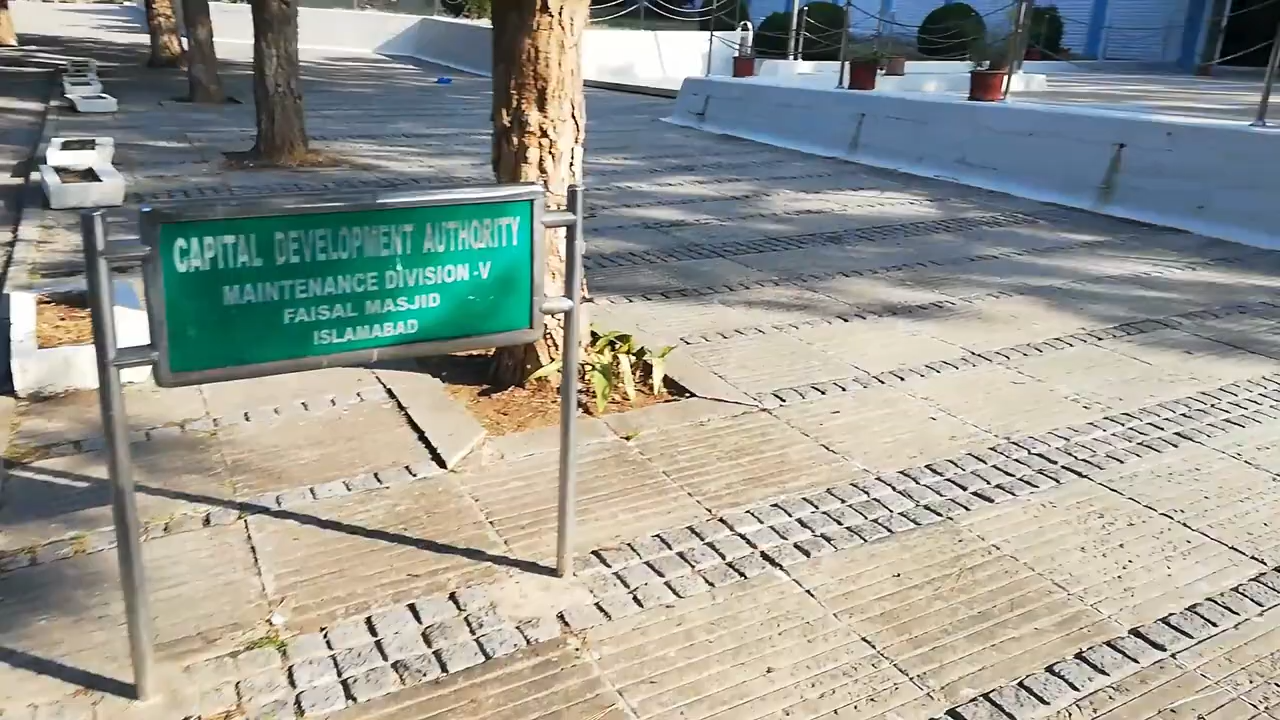 CAPITAL DEVELOPMENT AUTHORITY
MAINTENANCE DIVISION-V
FAISAL MASJID
ISLAMABAD